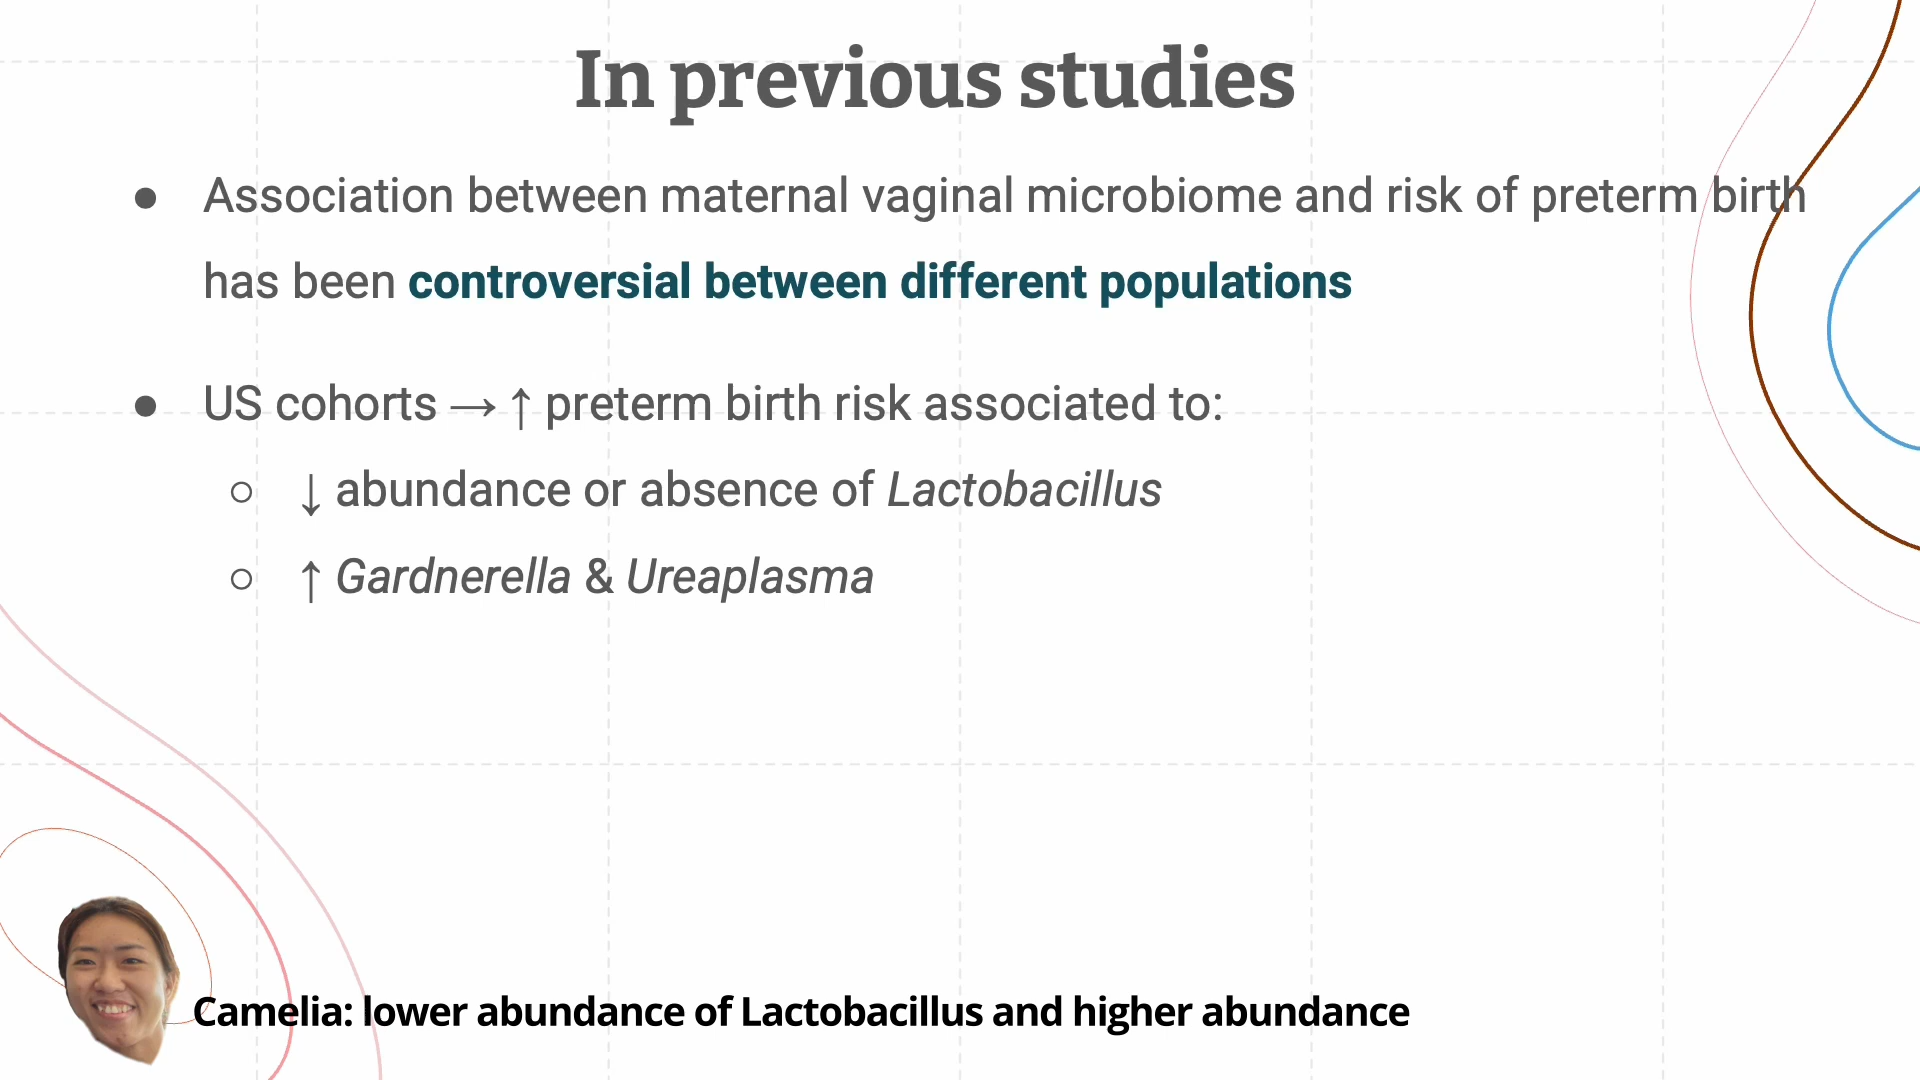 In previous studies
● Association between maternal vaginal microbiome and risk of preterm birth
has been controversial between different populations
● US cohorts → ↑ preterm birth risk associated to:
○ ↓ abundance or absence of Lactobacillus
○ ↑ Gardnerella & Ureaplasma
Camelia: lower abundance of Lactobacillus and higher abundance